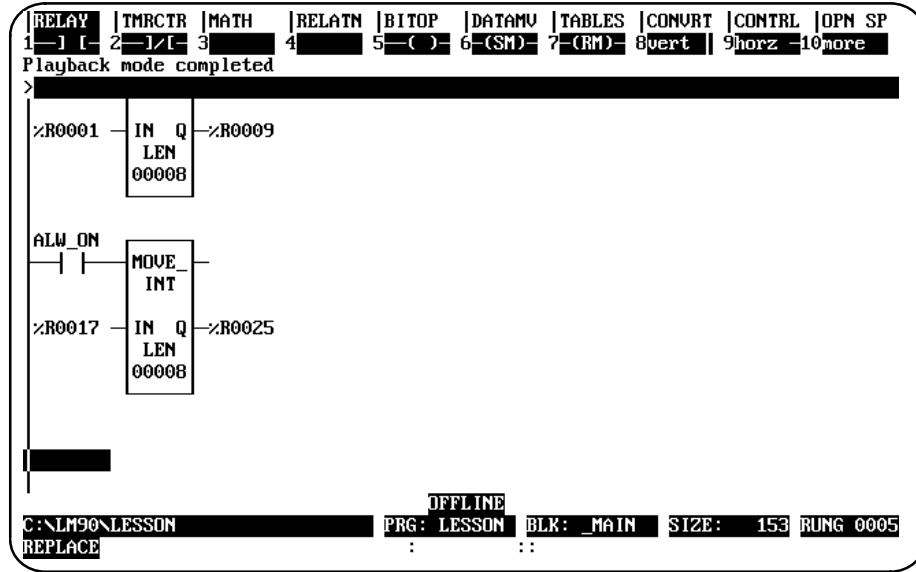 |RELAY |TMRCTR |MATH |RELATN |BITOP |DATAMV |TABLES |CONVRT |CONTRL |OPN SP
1—] [— 2—]/[— 3 4 5—( )— 6—(SM)— 7—(RM)— 8vert | 9horz —10more
Playback mode completed
>
%R0001 IN Q %R0009
LEN
00008
ALW_ON
MOVE_
INT
%R0017 IN Q %R0025
LEN
00008
OFFLINE
C:\LM90\LESSON PRG: LESSON BLK: _MAIN SIZE: 153 RUNG 0005
REPLACE : ::